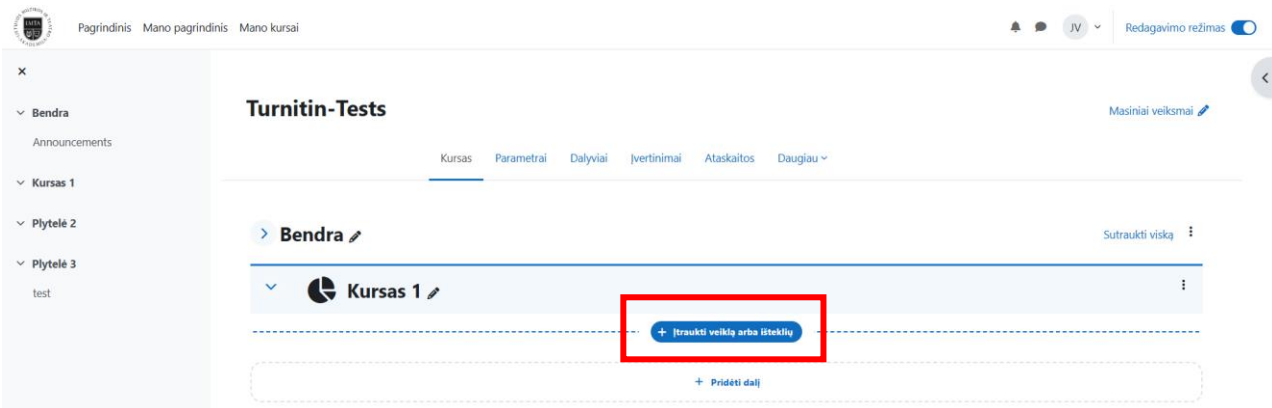 Pagrindinis Mano pagrindinis Mano kursai
JV
Redagavimo režimas
Bendra
Announcements
Kursas 1
Plytelė 2
Plytelė 3
test
Turnitin-Tests
Masiniai veiksmai
Kursas Parametrai Dalyviai Įvertinimai Ataskaitos Daugiau
Bendra
Sutraukti viską
Kursas 1
+ Įtraukti veiklą arba išteklių
+ Pridėti dalį